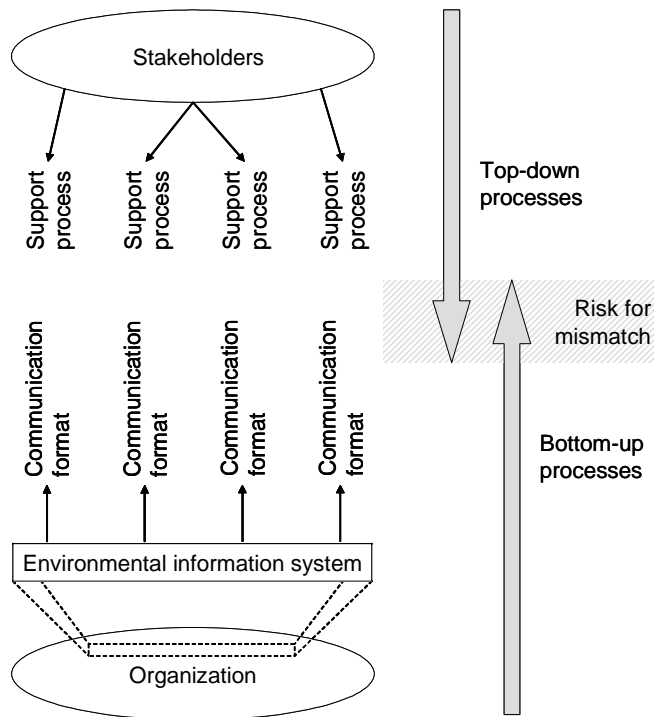 Stakeholders
Support
process
Support
process
Support
process
Support
process
Top-down
processes
Risk for
mismatch
Communication
format
Communication
format
Communication
format
Communication
format
Bottom-up
processes
Environmental information system
Organization